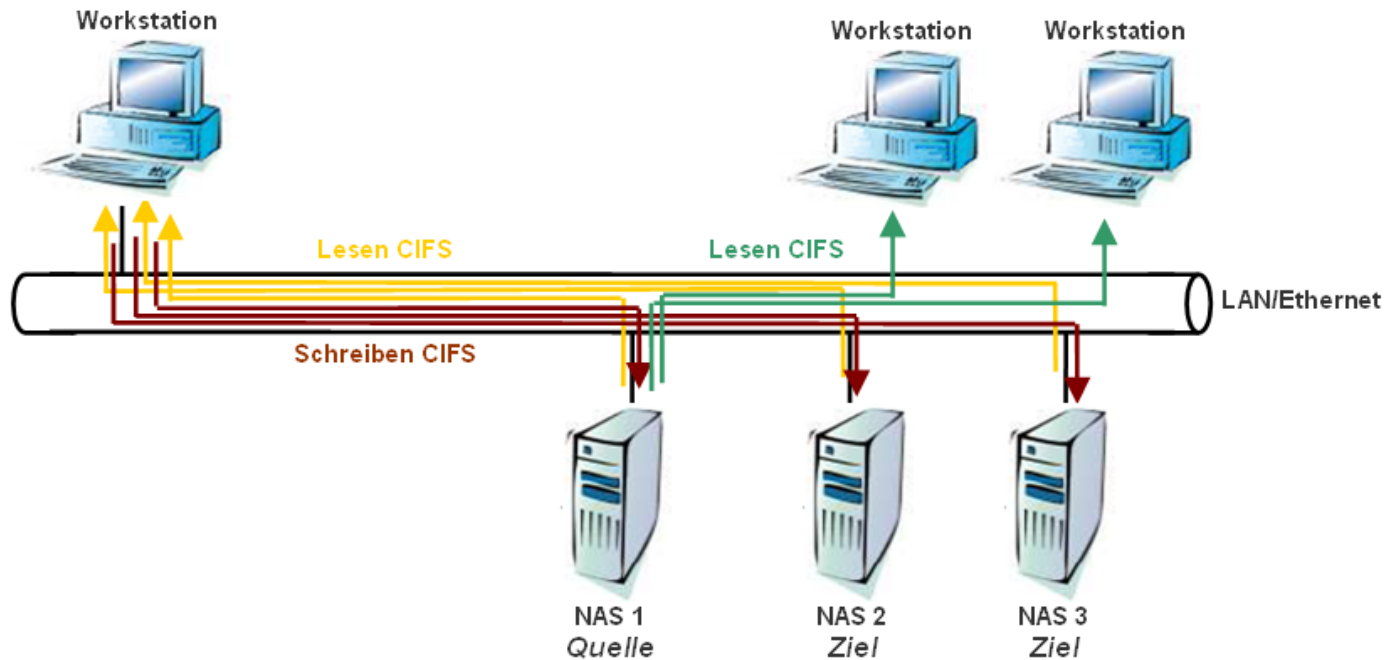 Workstation
Workstation
Workstation
Lesen CIFS
Lesen CIFS
LAN/Ethernet
Schreiben CIFS
NAS 1
Quelle
NAS 2
Ziel
NAS 3
Ziel